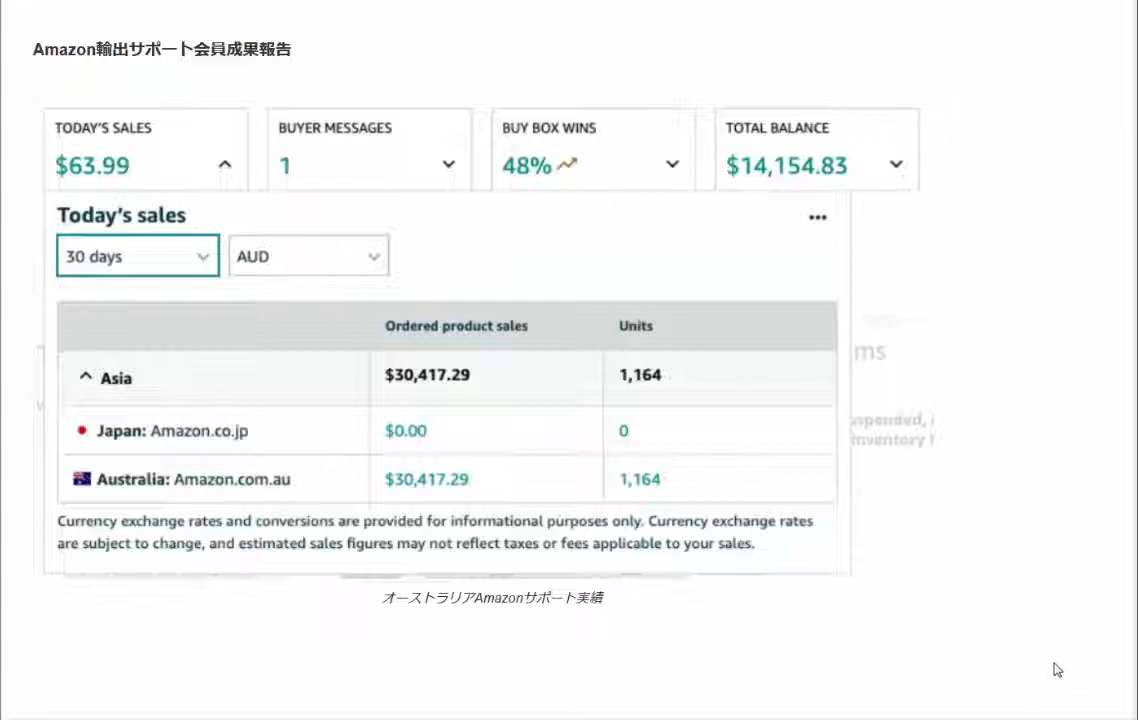 Amazon輸出サポート会員成果報告
TODAY'S SALES
$63.99
BUYER MESSAGES
1
BUY BOX WINS
48%
TOTAL BALANCE
$14,154.83
Today's sales
30 days
AUD
Ordered product sales
Units
Asia
$30,417.29
1,164
Japan: Amazon.co.jp
$0.00
0
Australia: Amazon.com.au
$30,417.29
1,164
Currency exchange rates and conversions are provided for informational purposes only. Currency exchange rates
are subject to change, and estimated sales figures may not reflect taxes or fees applicable to your sales.
オーストラリアAmazonサポート実績